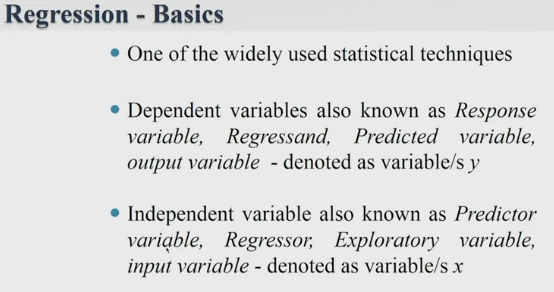 Regression - Basics
One of the widely used statistical techniques
Dependent variables also known as Response
variable, Regressand, Predicted variable,
output variable - denoted as variable/s y
Independent variable also known as Predictor
variable, Regressor, Exploratory variable,
input variable - denoted as variable/s x